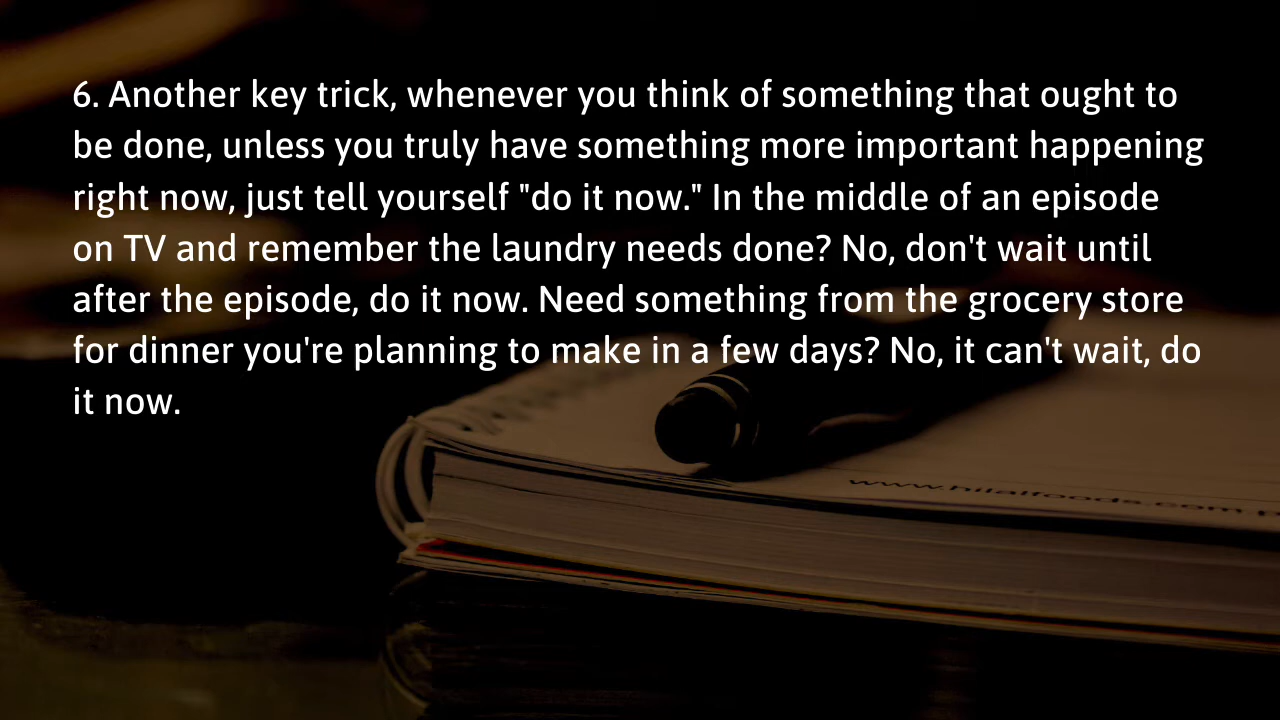 6. Another key trick, whenever you think of something that ought to
be done, unless you truly have something more important happening
right now, just tell yourself "do it now." In the middle of an episode
on TV and remember the laundry needs done? No, don't wait until
after the episode, do it now. Need something from the grocery store
for dinner you're planning to make in a few days? No, it can't wait, do
it now.
www.hilalfoods.com.p